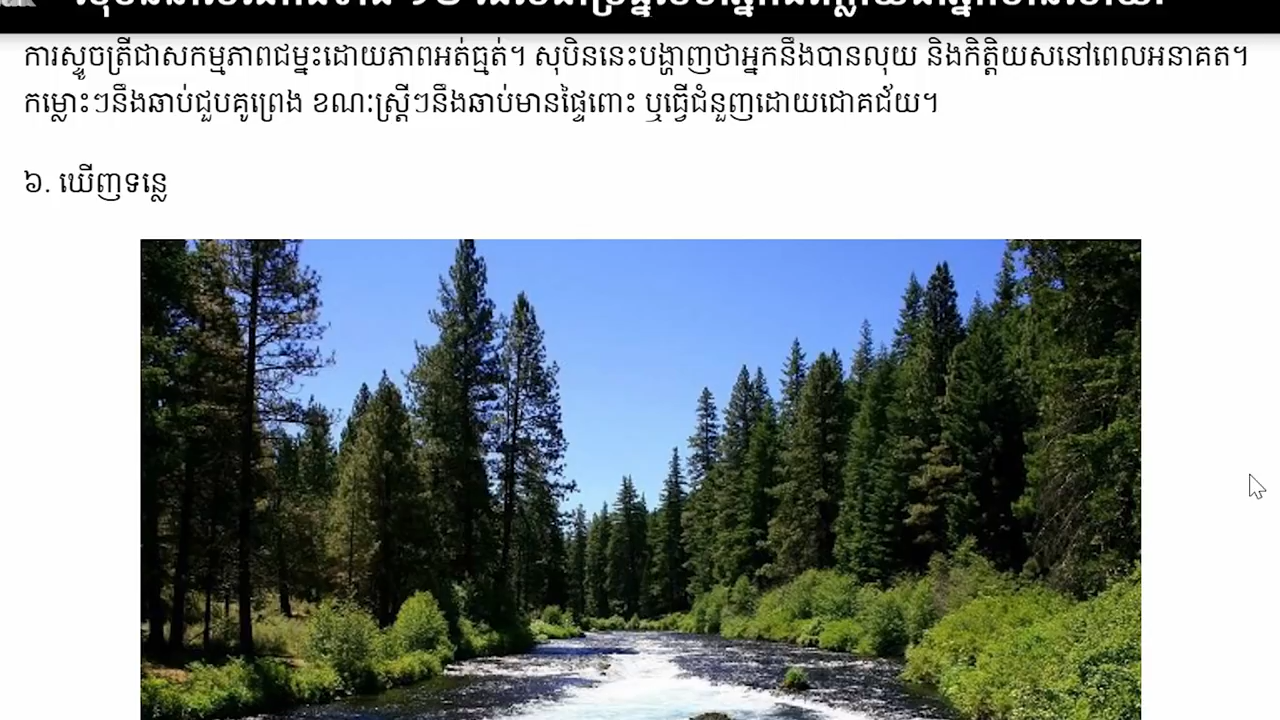 ការស្ទូចត្រីជាសកម្មភាពជម្នះដោយភាពអត់ធ្មត់។ សុបិននេះបង្ហាញថាអ្នកនឹងបានលុយ និងកិត្តិយសនៅពេលអនាគត។
កម្លោះៗនឹងឆាប់ជួបគូព្រេង ខណៈស្ត្រីៗនឹងឆាប់មានផ្ទៃពោះ ឬធ្វើជំនួញដោយជោគជ័យ។
៦. ឃើញទន្លេ